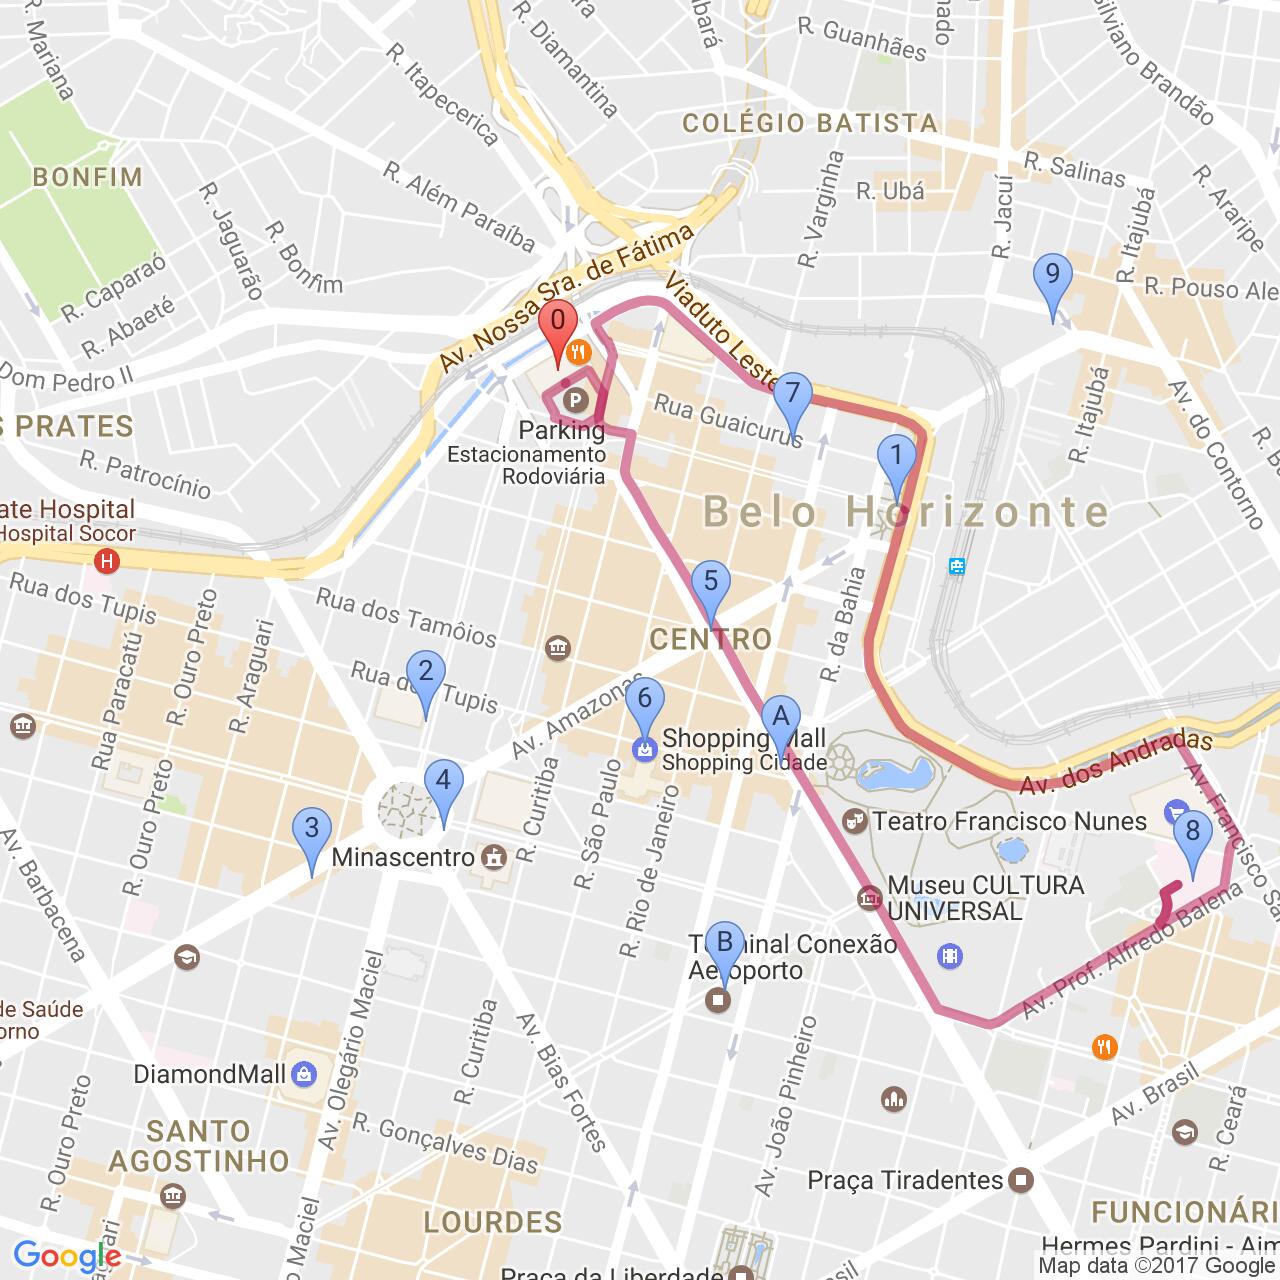 R. Mariana
R. Itapecerica
R. Diamantina
R. Guanhães
Silviano Brandão
COLÉGIO BATISTA
BONFIM
R. Além Paraíba
R. Varginha
R. Ubá
R. Jacuí
R. Salinas
R. Itajubá
R. Araripe
R. Jaguarão
R. Bonfim
R. Caparaó
R. Abaeté
Av. Nossa Sra. de Fátima
Viaduto Leste
R. Pouso Ale
9
0
Dom Pedro II
S PRATES
R. Patrocínio
P
Parking
Estacionamento
Rodoviária
Rua Guaicurus
7
1
R. Itajubá
Av. do Contorno
Belo Horizonte
ate Hospital
Hospital Socor
H
Rua dos Tupis
Rua dos Tamôios
5
CENTRO
R. da Bahia
Rua Paracatú
R. Ouro Preto
R. Araguari
2
Rua dos Tupis
Av. Amazonas
6
A
Shopping Mall
Shopping Cidade
Av. dos Andradas
Av. Francisco Sa
4
3
Minascentro
R. Curitiba
R. São Paulo
R. Rio de Janeiro
Teatro Francisco Nunes
8
Museu CULTURA
UNIVERSAL
Av. Prof. Alfredo Balena
Av. Barbacena
R. Ouro Preto
B
Terminal Conexão
Aeroporto
de Saúde
orno
DiamondMall
Av. Olegário Maciel
R. Curitiba
Av. Bias Fortes
Av. João Pinheiro
Av. Brasil
R. Ceará
R. Ouro Preto
SANTO
AGOSTINHO
R. Gonçalves Dias
Praça Tiradentes
LOURDES
FUNCIONÁRI
Hermes Pardini - Aim
Google
Praça da Liberdade
Map data ©2017 Google